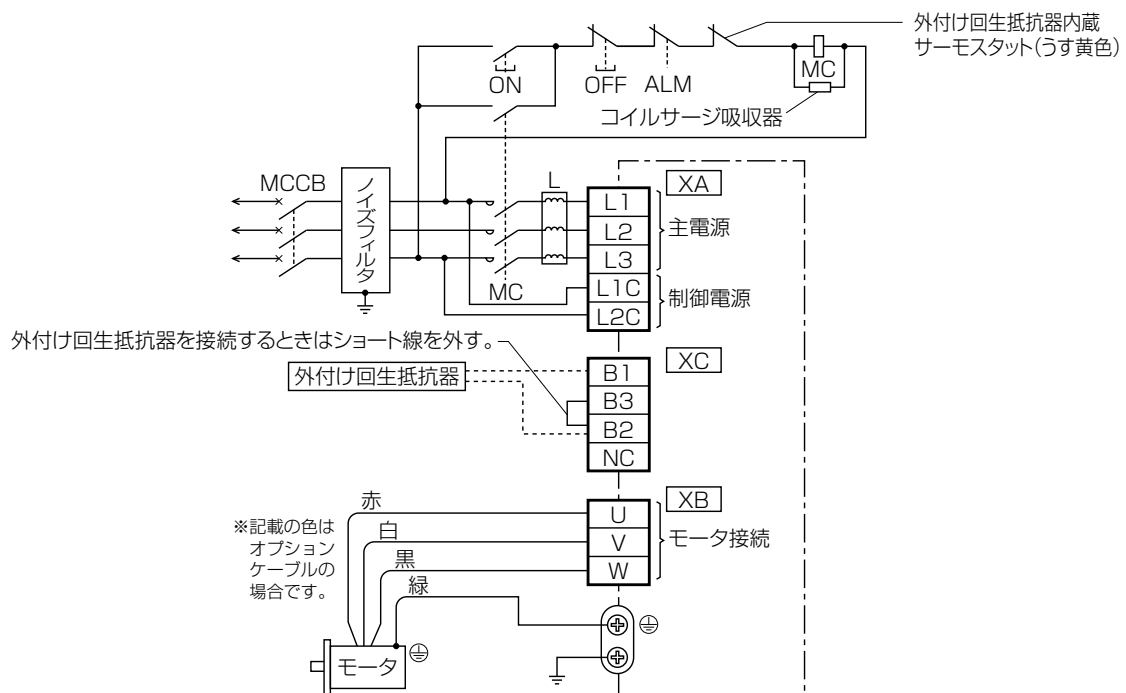 外付け回生抵抗器内蔵
サーモスタット(うす黄色)
ON
OFF
ALM
MC
コイルサージ吸収器
MCCB
ノイズフィルタ
L
MC
XA
L1
L2
L3
主電源
L1C
L2C
制御電源
外付け回生抵抗器を接続するときはショート線を外す。
外付け回生抵抗器
XC
B1
B3
B2
NC
XB
U
V
W
モータ接続
赤
白
黒
緑
※記載の色は
オプション
ケーブルの
場合です。
モータ